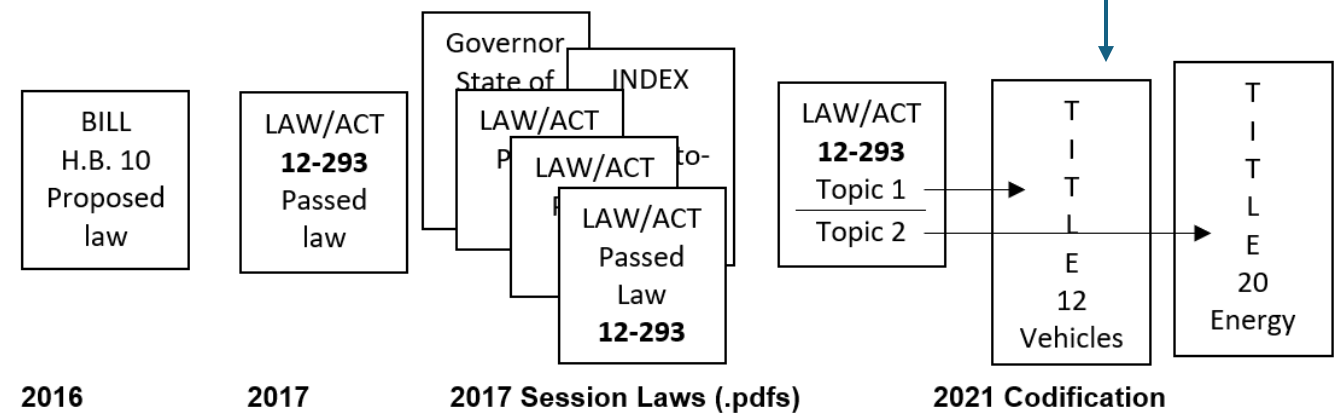 BILL
H.B. 10
Proposed
law
LAW/ACT
12-293
Passed
law
Governor
State of
INDEX
to-
LAW/ACT
P
LAW/ACT
LAW/ACT
Passed
Law
12-293
LAW/ACT
12-293
Topic 1
Topic 2
T
I
T
L
E
12
Vehicles
T
I
T
L
E
20
Energy
2016
2017
2017 Session Laws (.pdfs)
2021 Codification